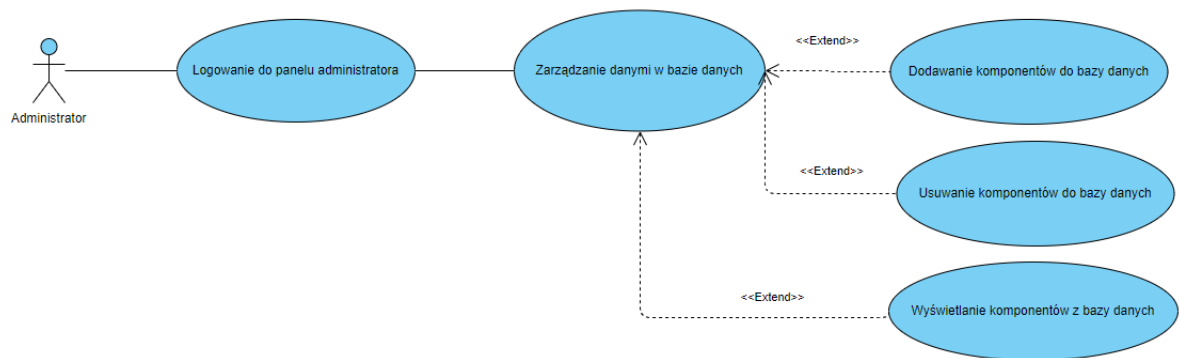 <<Extend>>
Logowanie do panelu administratora
Zarządzanie danymi w bazie danych
Dodawanie komponentów do bazy danych
Administrator
<<Extend>>
Usuwanie komponentów do bazy danych
<<Extend>>
Wyświetlanie komponentów z bazy danych